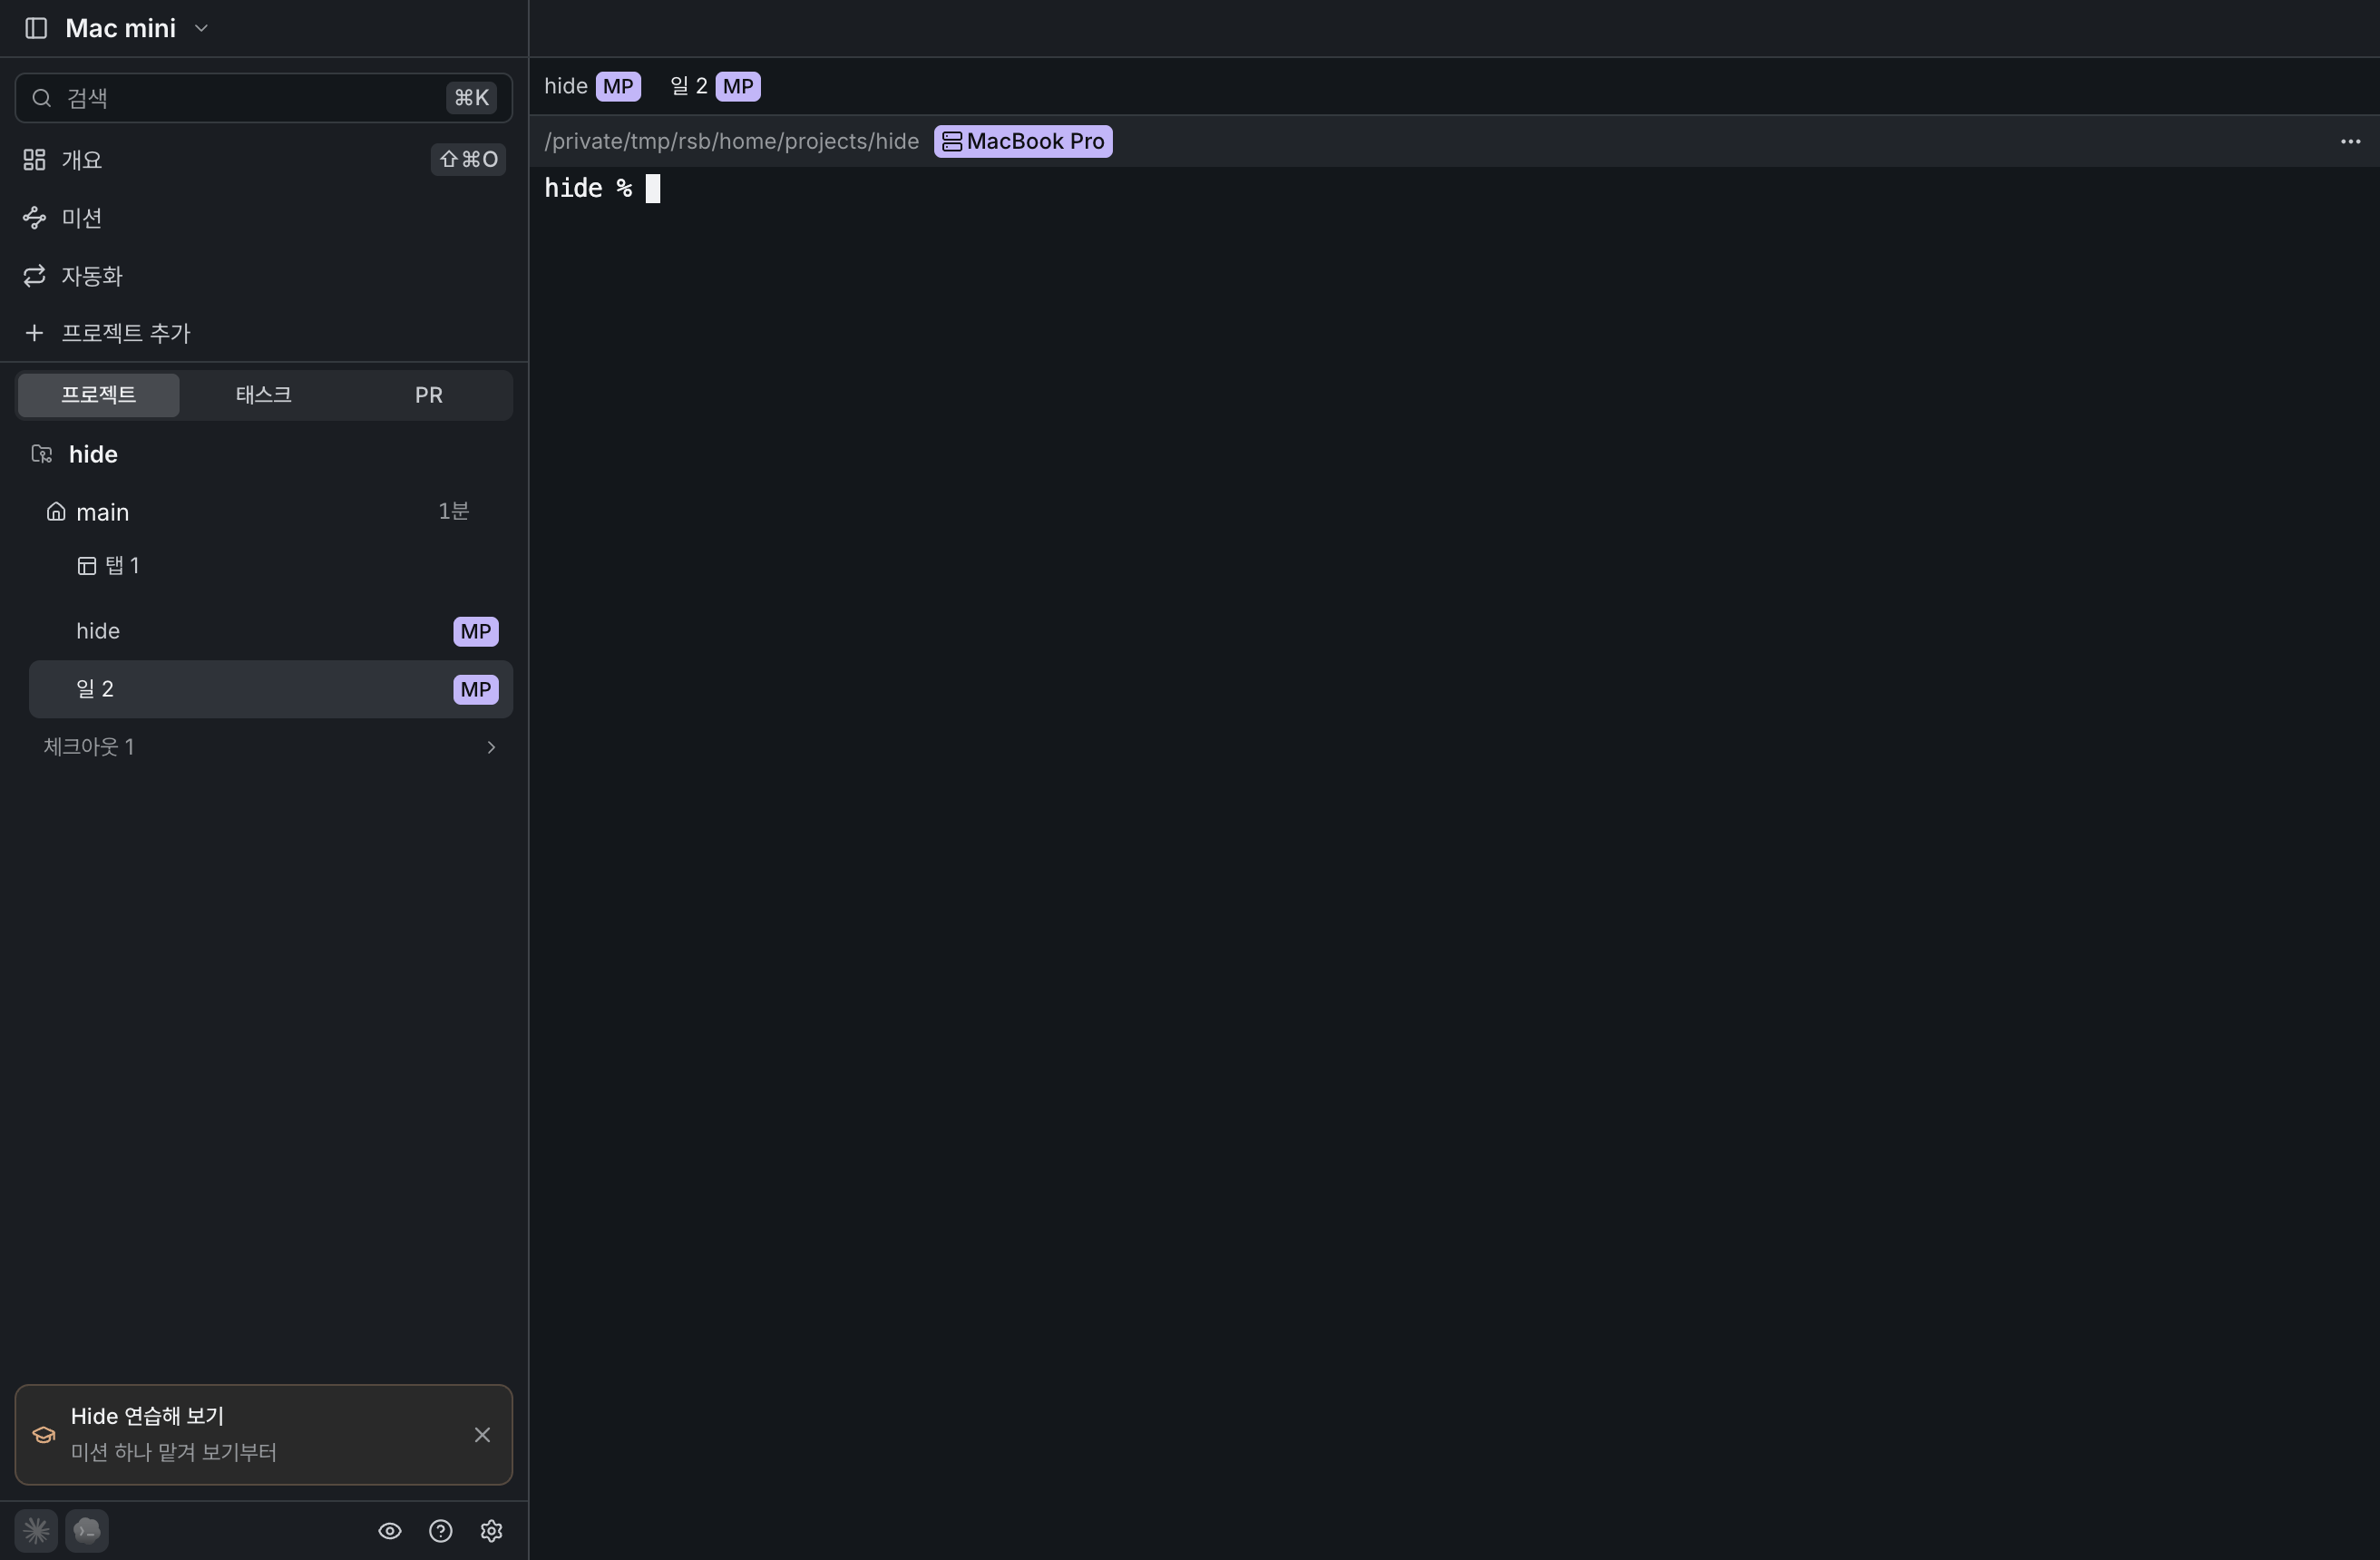 Mac mini
검색 ⌘K
개요 ⇧⌘O
미션
자동화
프로젝트 추가
프로젝트 태스크 PR
hide
main 1분
탭 1
hide MP
일 2 MP
체크아웃 1
Hide 연습해 보기
미션 하나 맡겨 보기부터
hide MP 일 2 MP
/private/tmp/rsb/home/projects/hide MacBook Pro
hide %